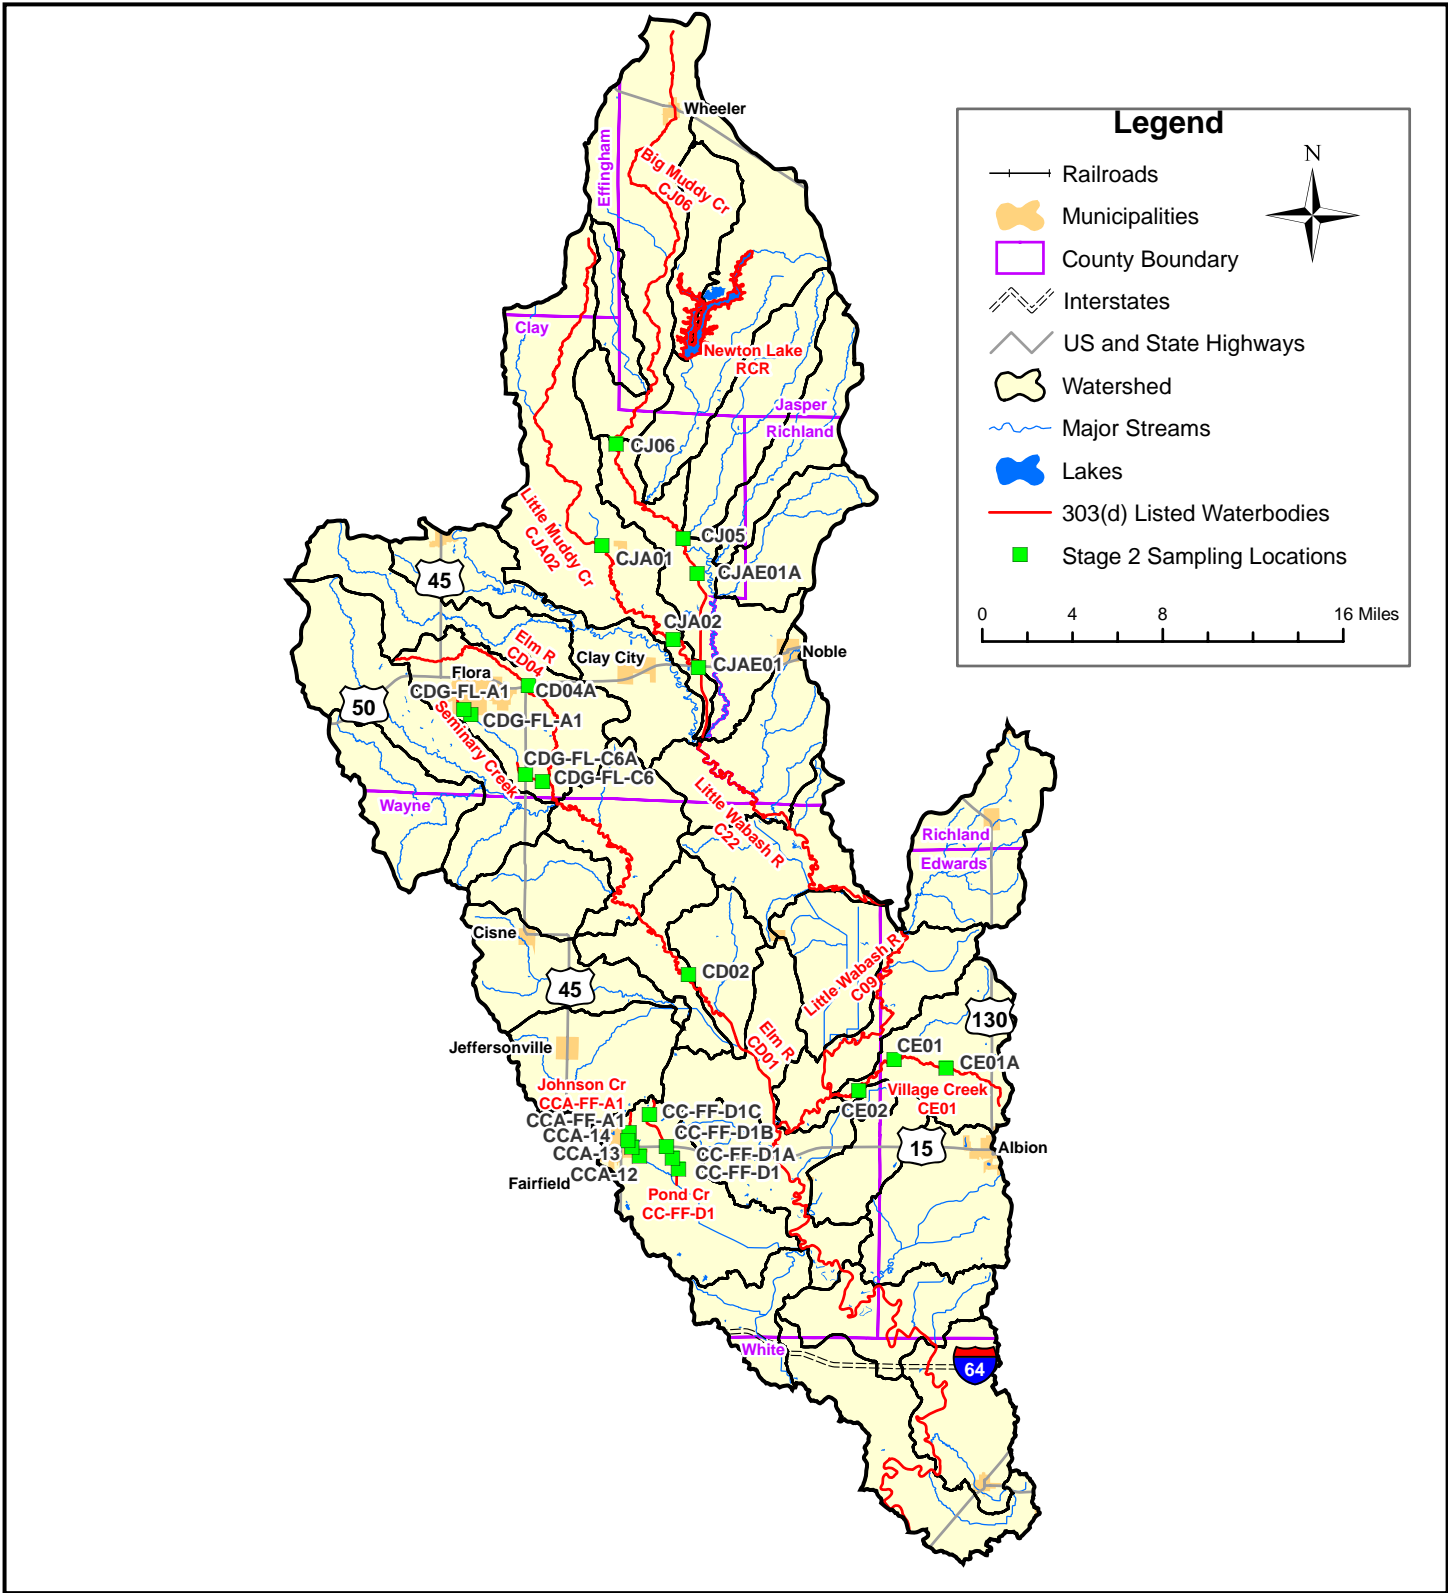 Legend
N
Railroads
Municipalities
County Boundary
Interstates
US and State Highways
Watershed
Major Streams
Lakes
303(d) Listed Waterbodies
Stage 2 Sampling Locations
0 4 8 16 Miles
Wheeler
Effingham
Big Muddy Cr
CJ06
Clay
Newton Lake
RCR
Jasper
Richland
CJ06
Little Muddy Cr
CJA02
CJ05
CJA01
CJAE01A
45
CJA02
Elm R
CD04
Clay City
Noble
CJAE01
Flora
CDG-FL-A1
CD04A
50
CDG-FL-A1
Seminary Creek
CDG-FL-C6A
CDG-FL-C6
Wayne
Little Wabash R
C22
Richland
Edwards
Cisne
Little Wabash R
C09
CD02
45
130
Elm R
CD01
Jeffersonville
CE01
CE01A
Johnson Cr
CCA-FF-A1
Village Creek
CE01
CE02
CC-FF-D1C
CCA-FF-A1
CCA-14
CC-FF-D1B
CCA-13
CC-FF-D1A
15
Albion
CCA-12
CC-FF-D1
Fairfield
Pond Cr
CC-FF-D1
White
64